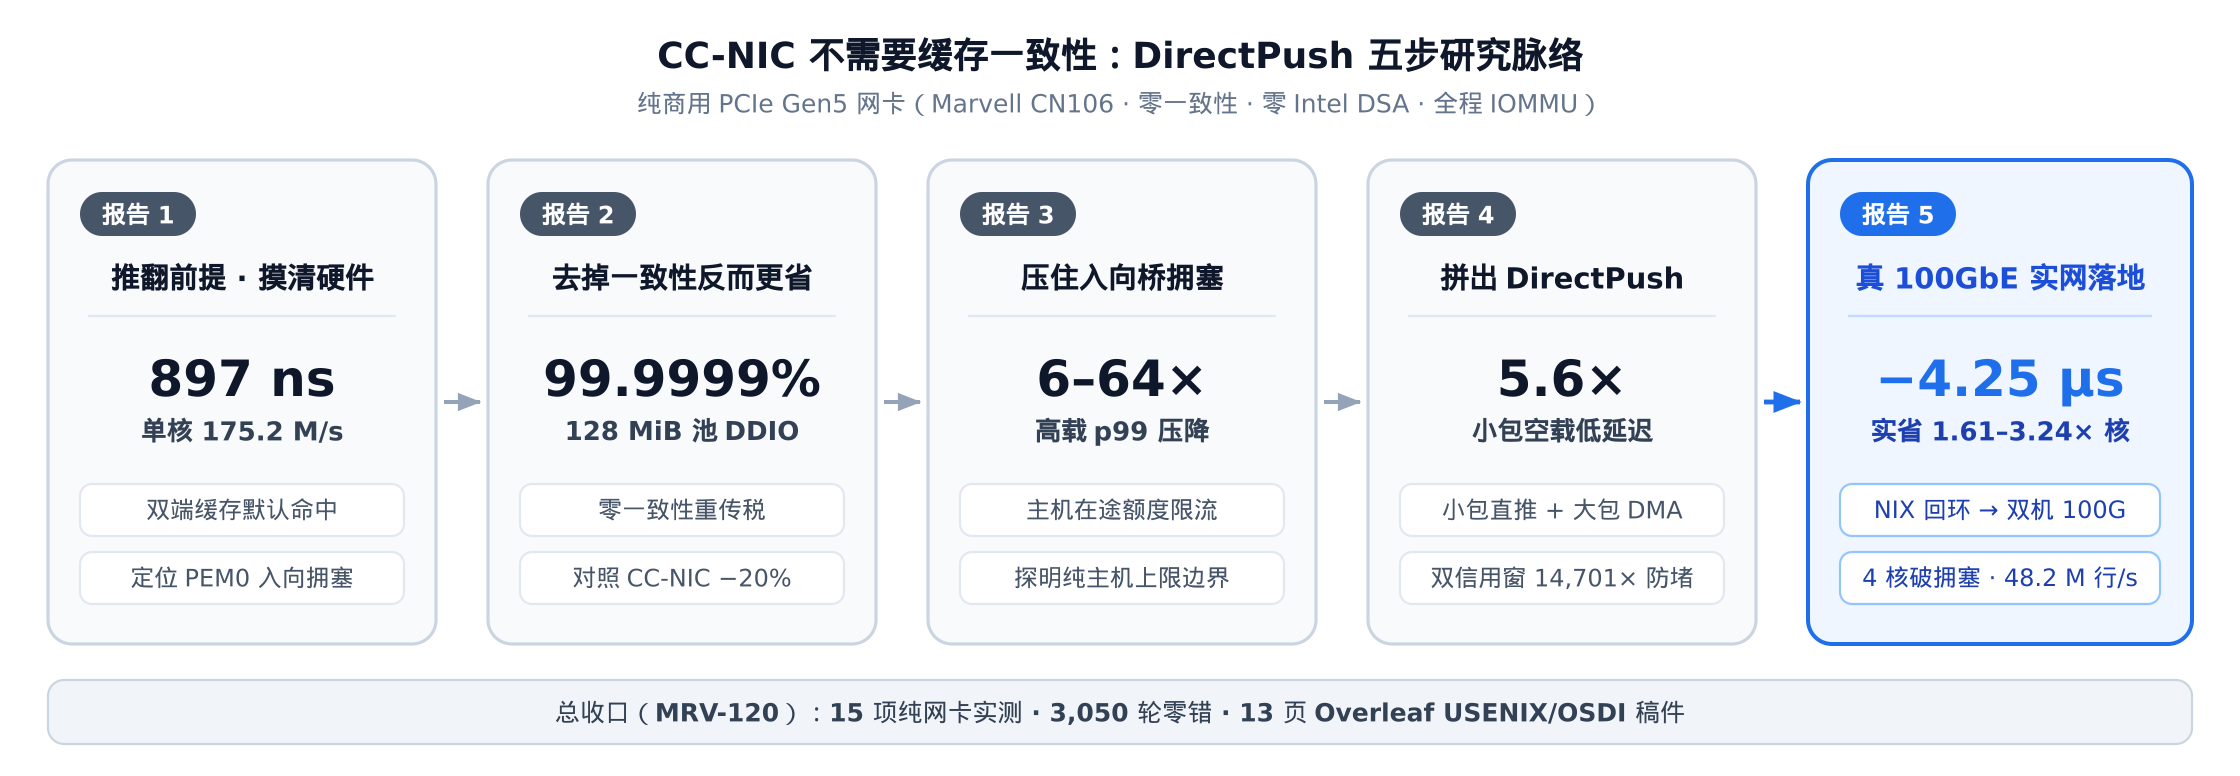 CC-NIC 不需要缓存一致性：DirectPush 五步研究脉络
纯商用 PCIe Gen5 网卡（Marvell CN106 · 零一致性 · 零 Intel DSA · 全程 IOMMU）
报告 1
推翻前提 · 摸清硬件
897 ns
单核 175.2 M/s
双端缓存默认命中
定位 PEM0 入向拥塞
报告 2
去掉一致性反而更省
99.9999%
128 MiB 池 DDIO
零一致性重传税
对照 CC-NIC −20%
报告 3
压住入向桥拥塞
6–64×
高载 p99 压降
主机在途额度限流
探明纯主机上限边界
报告 4
拼出 DirectPush
5.6×
小包空载低延迟
小包直推 + 大包 DMA
双信用窗 14,701× 防堵
报告 5
真 100GbE 实网落地
−4.25 µs
实省 1.61–3.24× 核
NIX 回环 → 双机 100G
4 核破拥塞 · 48.2 M 行/s
总收口（MRV-120）：15 项纯网卡实测 · 3,050 轮零错 · 13 页 Overleaf USENIX/OSDI 稿件